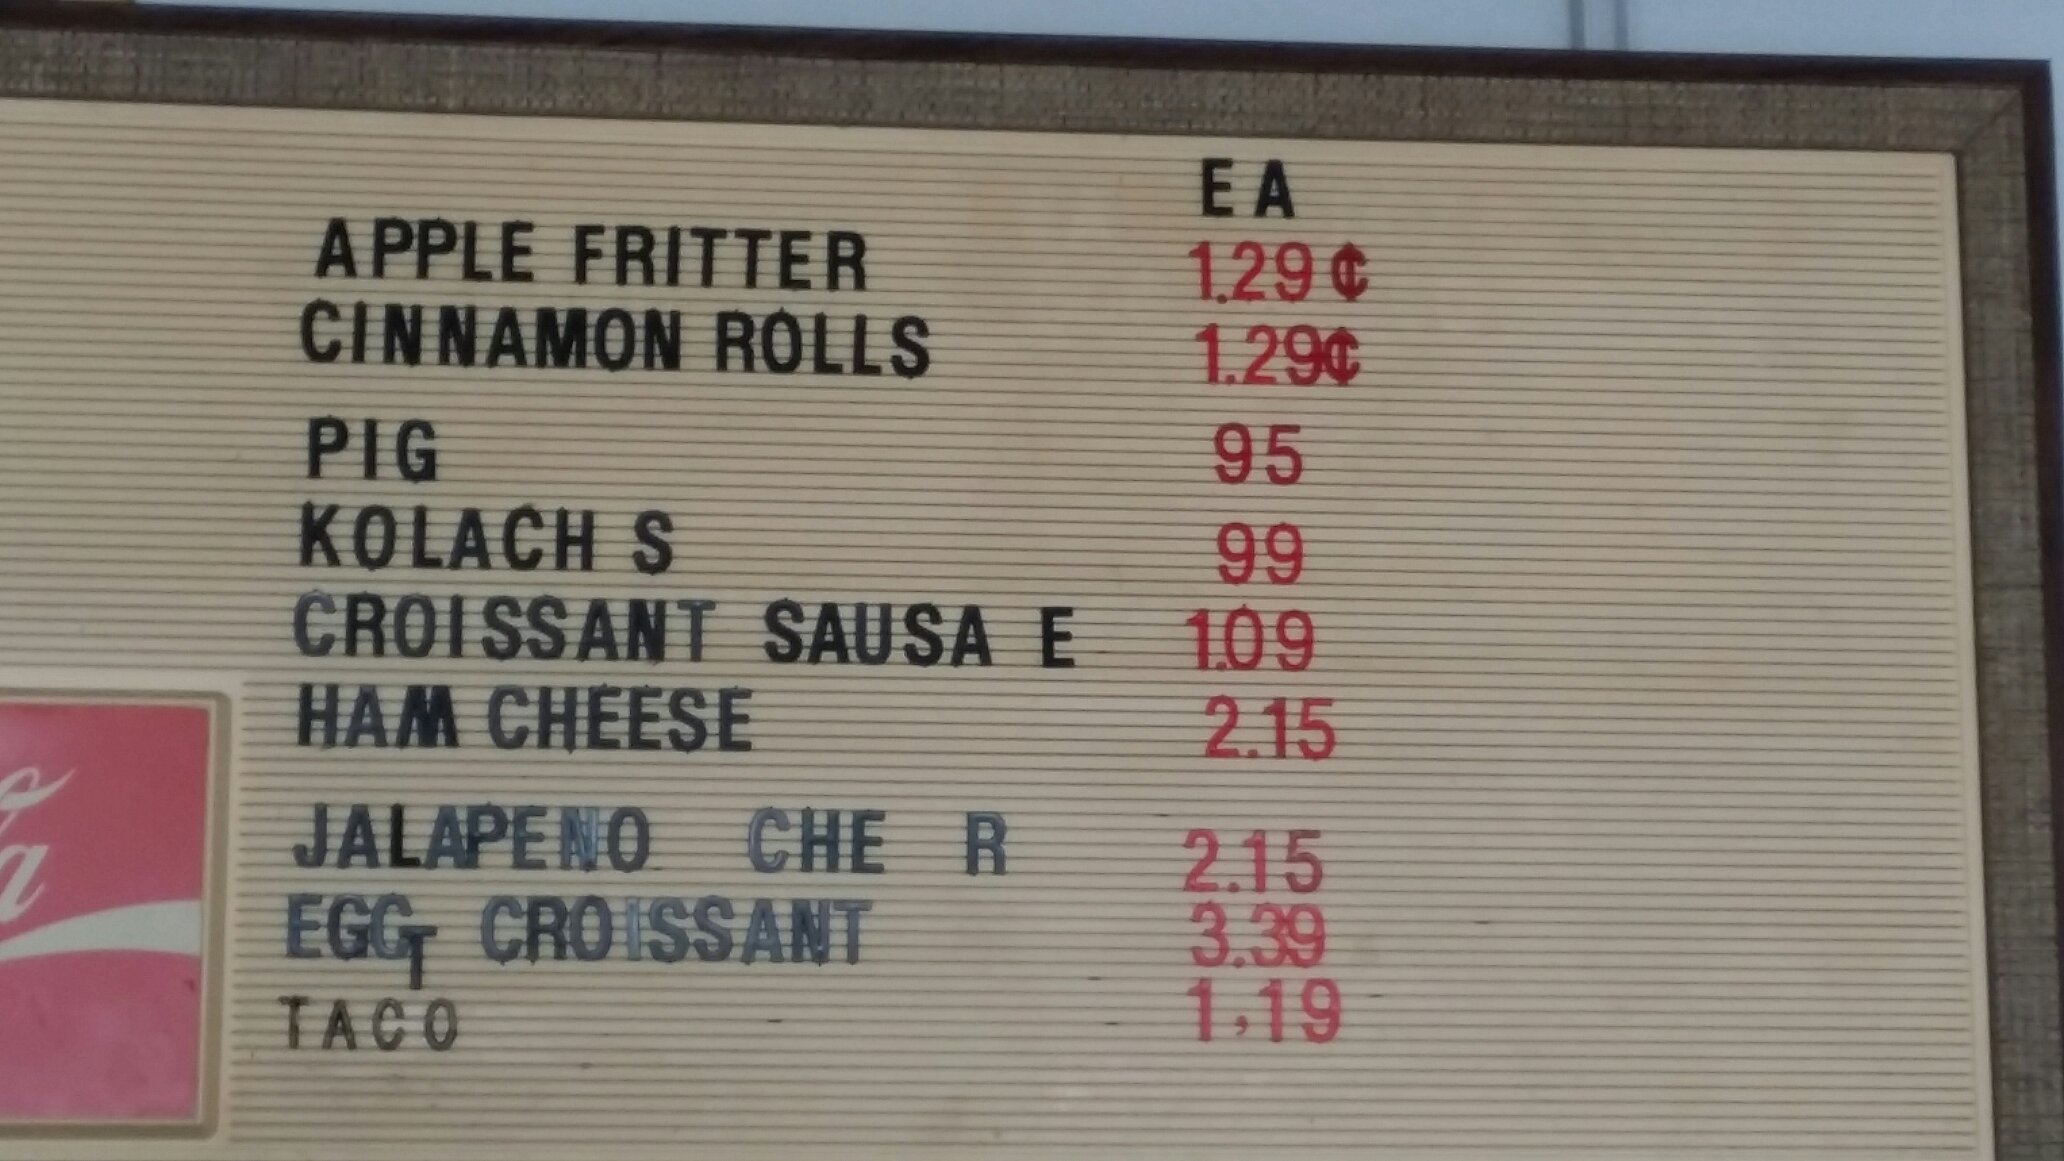 EA
APPLE FRITTER 1.29¢
CINNAMON ROLLS 1.29¢
PIG 95
KOLACH S 99
CROISSANT SAUSA E 1.09
HAM CHEESE 2.15
JALAPENO CHE R 2.15
EGGT CROISSANT 3.39
TACO 1,19